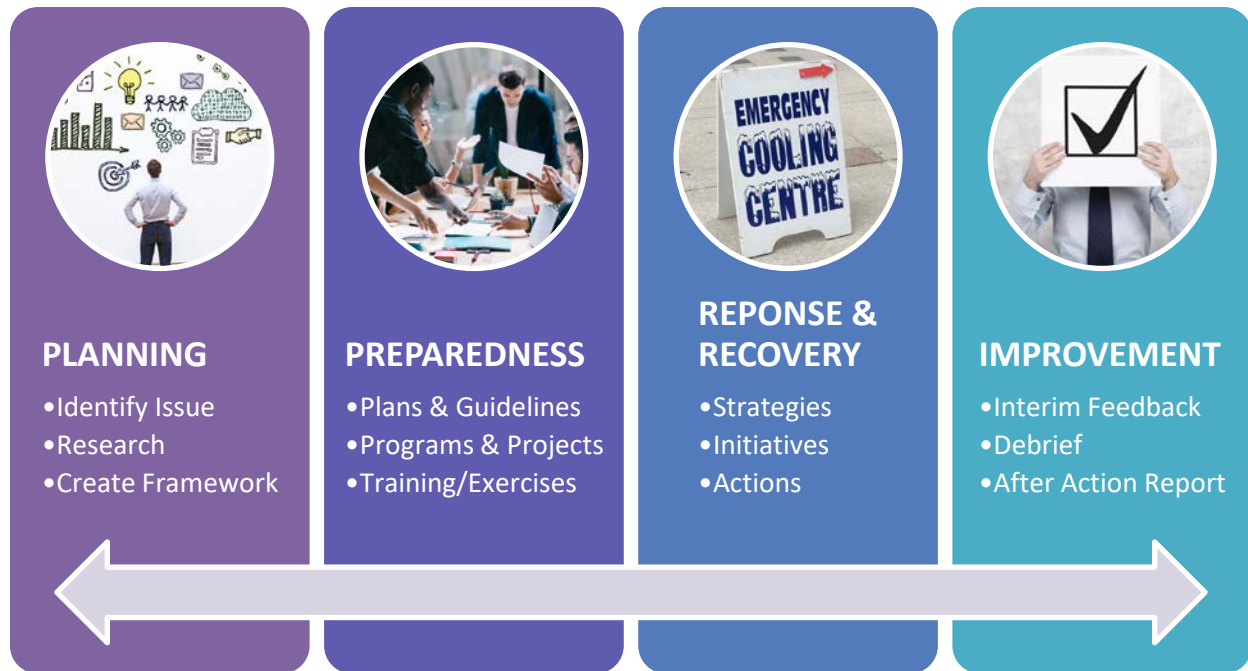 EMERGENCY
COOLING
CENTRE
PLANNING
•Identify Issue
•Research
•Create Framework
PREPAREDNESS
•Plans & Guidelines
•Programs & Projects
•Training/Exercises
REPONSE &
RECOVERY
•Strategies
•Initiatives
•Actions
IMPROVEMENT
•Interim Feedback
•Debrief
•After Action Report